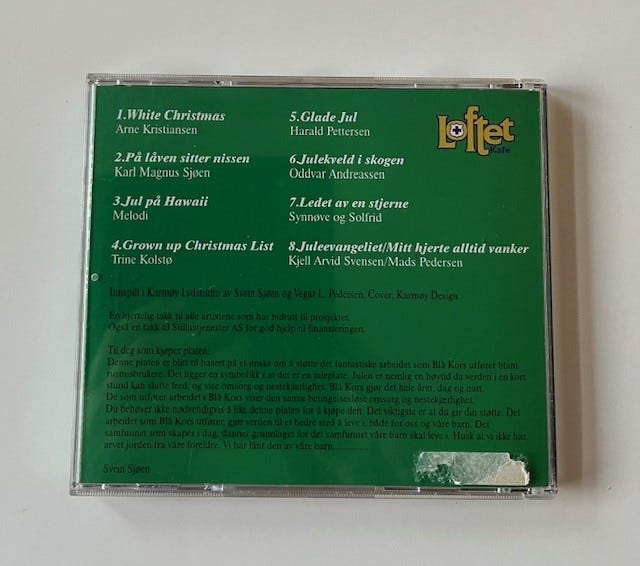 1.White Christmas
Arne Kristiansen
2.På låven sitter nissen
Karl Magnus Sjøen
3.Jul på Hawaii
Melodi
4.Grown up Christmas List
Trine Kolstø
5.Glade Jul
Harald Pettersen
6.Julekveld i skogen
Oddvar Andreassen
7.Ledet av en stjerne
Synnøve og Solfrid
8.Juleevangeliet/Mitt hjerte alltid vanker
Kjell Arvid Svensen/Mads Pedersen
Loftet
Kafe
Innspilt i Karmøy Lydstudio av Svein Sjøen og Vegar L. Pedersen. Cover: Karmøy Design
En hjertelig takk til alle artistene som har bidratt til prosjektet.
Også en takk til Stillastjenester AS for god hjelp til finansieringen.
Til deg som kjøper platen:
Denne platen er blitt til basert på et ønske om å støtte det fantastiske arbeidet som Blå Kors utfører blant
rusmisbrukere. Det ligger en symbolikk i at det er en juleplate. Julen er nemlig en høytid da verden i en kort
stund kan slutte fred, og vise omsorg og nestekjærlighet. Blå Kors gjør det hele året, dag og natt.
De som utfører arbeidet i Blå Kors viser den sanne betingelsesløse omsorg og nestekjærlighet.
Du behøver ikke nødvendigvis å like denne platen for å kjøpe den. Det viktigste er at du gir din støtte. Det
arbeidet som Blå Kors utfører, gjør verden til et bedre sted å leve i, både for oss og våre barn. Det
samfunnet som skapes i dag, danner grunnlaget for det samfunnet våre barn skal leve i. Husk at vi ikke har
arvet jorden fra våre foreldre. Vi har lånt den av våre barn............
Svein Sjøen